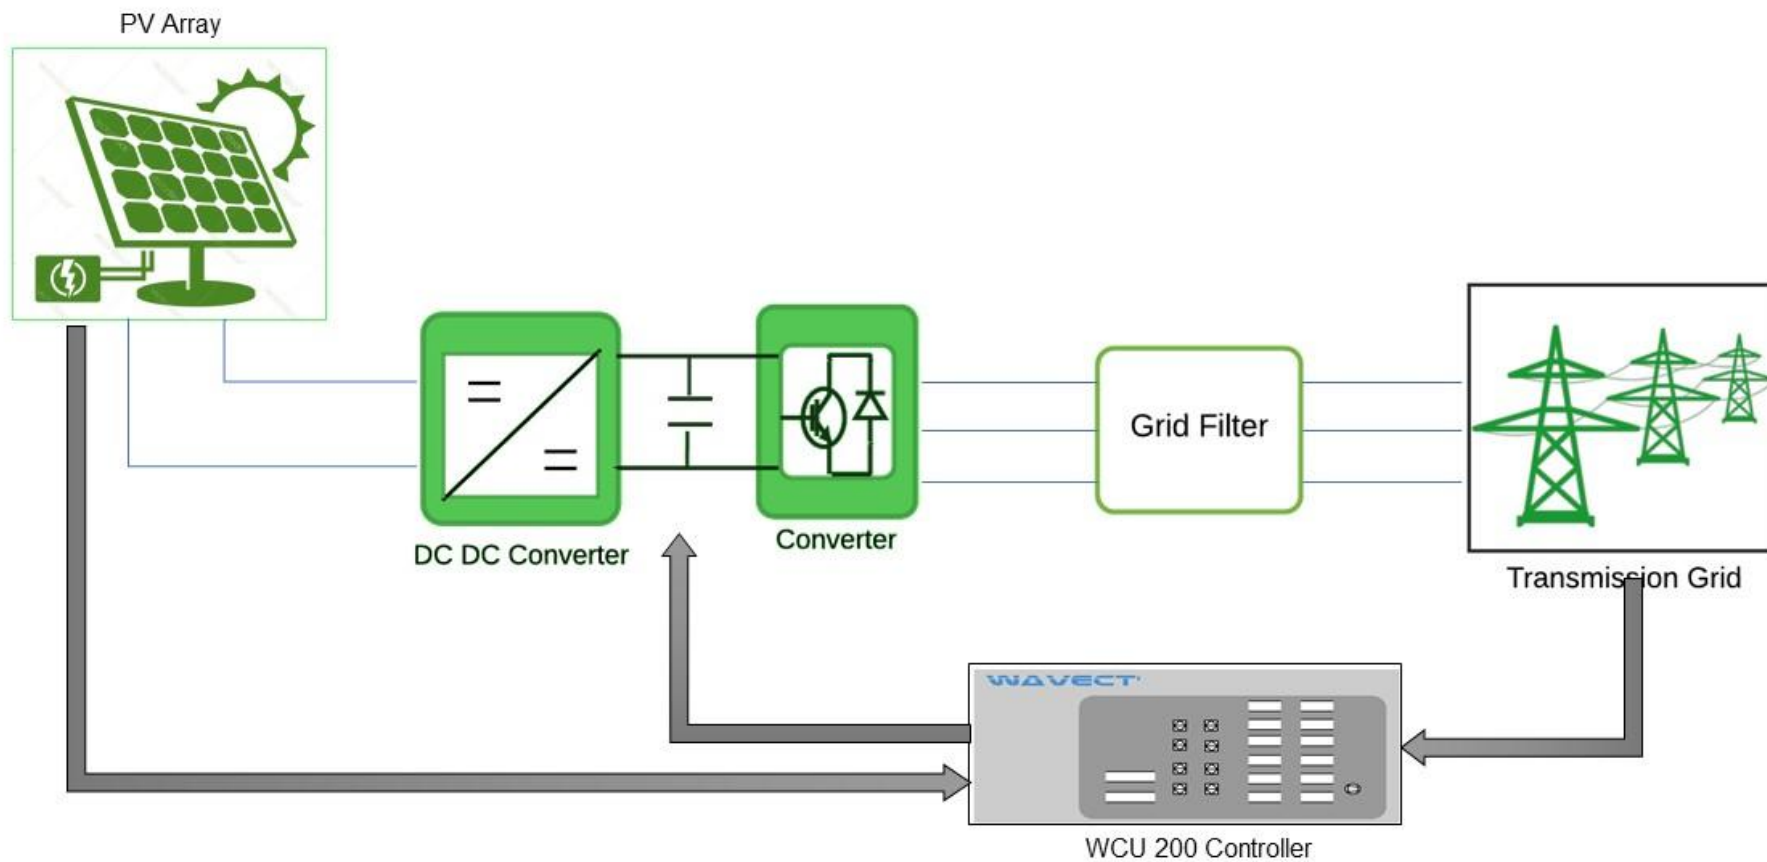 PV Array
DC DC Converter
Converter
Grid Filter
Transmission Grid
WAVECT
WCU 200 Controller